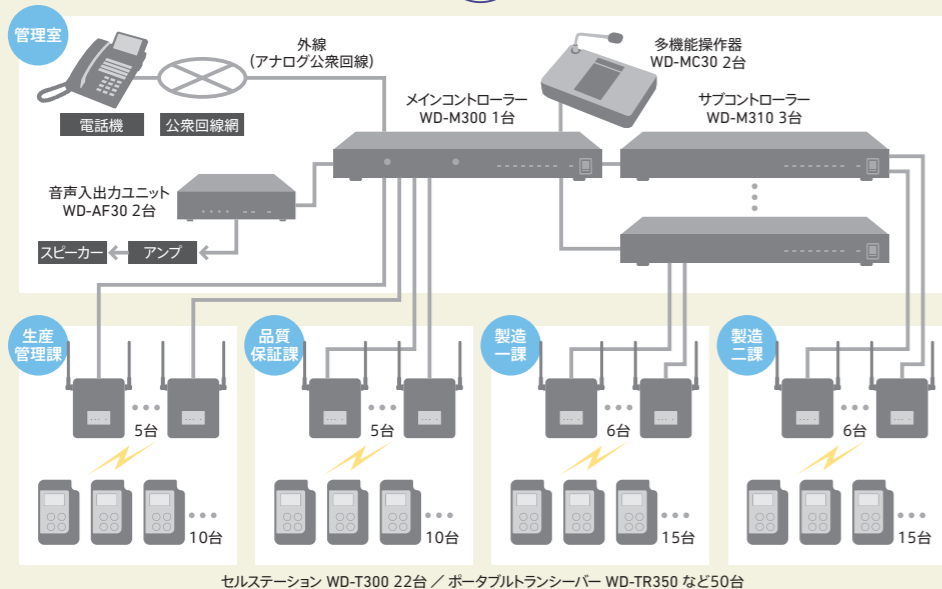 管理室
外線
(アナログ公衆回線)
多機能操作器
WD-MC30 2台
メインコントローラー
WD-M300 1台
サブコントローラー
WD-M310 3台
電話機
公衆回線網
音声入出力ユニット
WD-AF30 2台
スピーカー
アンプ
生産
管理課
5台
10台
品質
保証課
5台
10台
製造
一課
6台
15台
製造
二課
6台
15台
セルステーション WD-T300 22台 / ポータブルトランシーバー WD-TR350 など50台